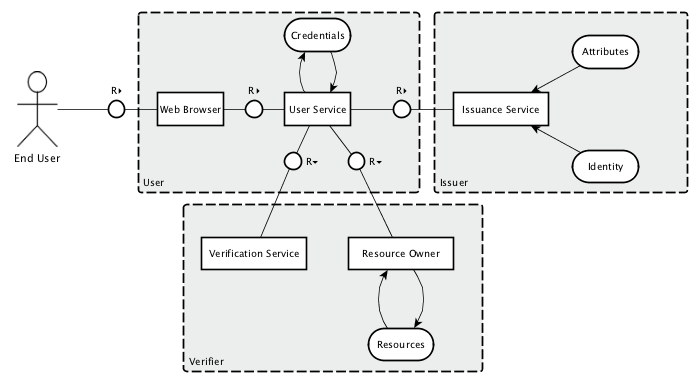 Credentials
Attributes
R
R
R
Web Browser
User Service
Issuance Service
End User
R
R
Identity
User
Issuer
Verification Service
Resource Owner
Resources
Verifier